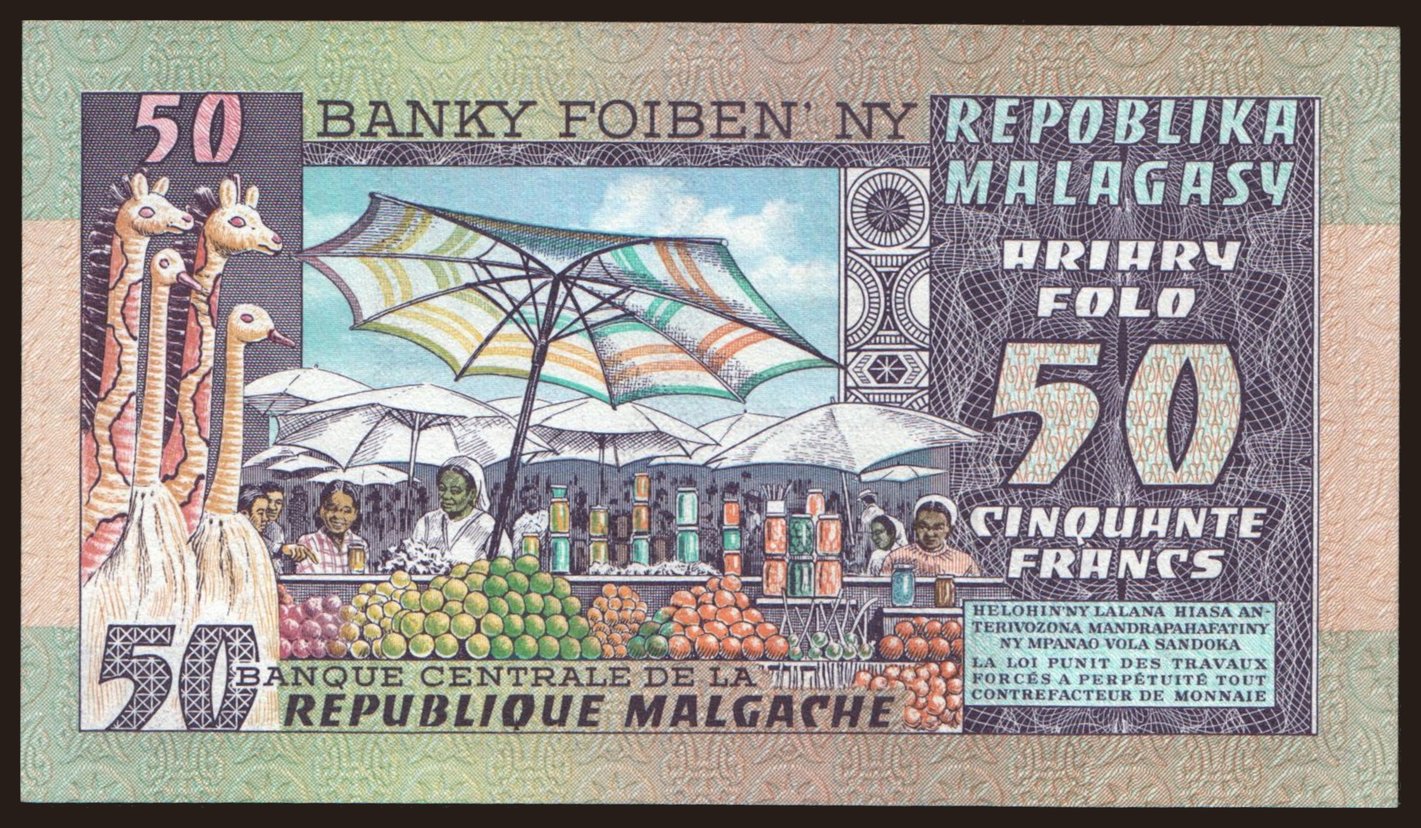 50
BANKY FOIBEN' NY
REPOBLIKA
MALAGASY
ARIARY
FOLO
50
CINQUANTE
FRANCS
HELOHIN'NY LALANA HIASA AN-
TERIVOZONA MANDRAPAHAFATINY
NY MPANAO VOLA SANDOKA
LA LOI PUNIT DES TRAVAUX
FORCÉS A PERPÉTUITÉ TOUT
CONTREFACTEUR DE MONNAIE
50
BANQUE CENTRALE DE LA
REPUBLIQUE MALGACHE